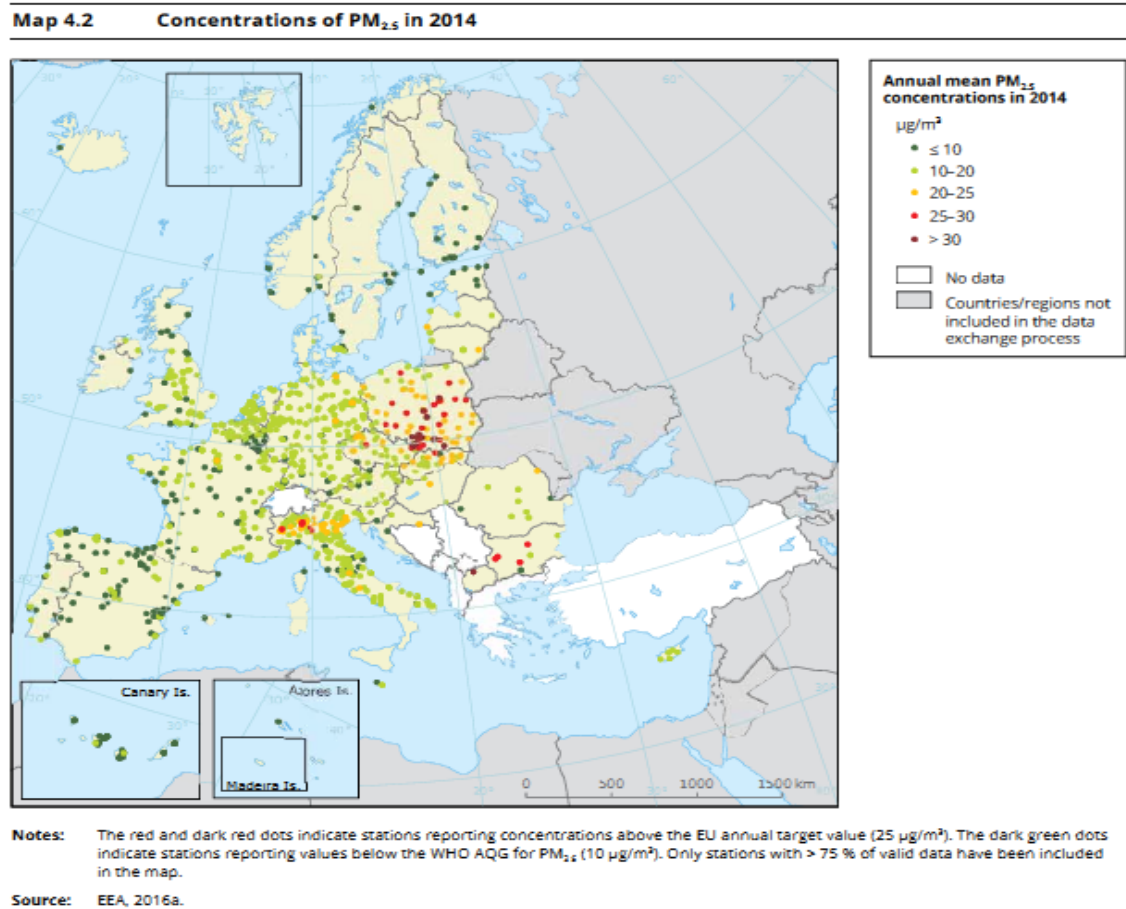 Map 4.2 Concentrations of PM₂.₅ in 2014
Annual mean PM₂.₅
concentrations in 2014
µg/m³
≤ 10
10–20
20–25
25–30
> 30
No data
Countries/regions not
included in the data
exchange process
Canary Is.
Azores Is.
Madeira Is.
0 500 1000 1500 km
Notes: The red and dark red dots indicate stations reporting concentrations above the EU annual target value (25 µg/m³). The dark green dots
indicate stations reporting values below the WHO AQG for PM₂.₅ (10 µg/m³). Only stations with > 75 % of valid data have been included
in the map.
Source: EEA, 2016a.